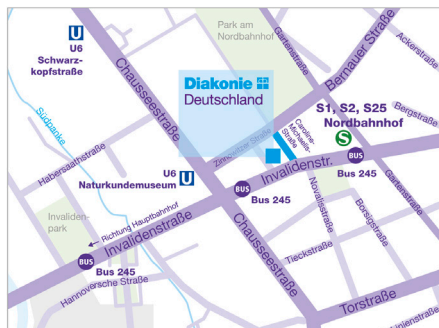 U
U6
Schwarz-
kopfstraße
Park am
Nordbahnhof
Gartenstraße
Bernauer Straße
Ackerstraße
Chausseestraße
Diakonie
Deutschland
S1, S2, S25
Nordbahnhof
S
Bergstraße
Südpanke
Habersaathstraße
Zinnowitzer Straße
Caroline-
Michaelis-
Straße
BUS
Bus 245
U6
Naturkundemuseum
U
Invalidenstr.
BUS
Bus 245
Invaliden-
park
Richtung Hauptbahnhof
Invalidenstraße
BUS
Bus 245
Hannoversche Straße
Chausseestraße
Novalisstraße
Borsigstraße
Gartenstraße
Tieckstraße
Torstraße